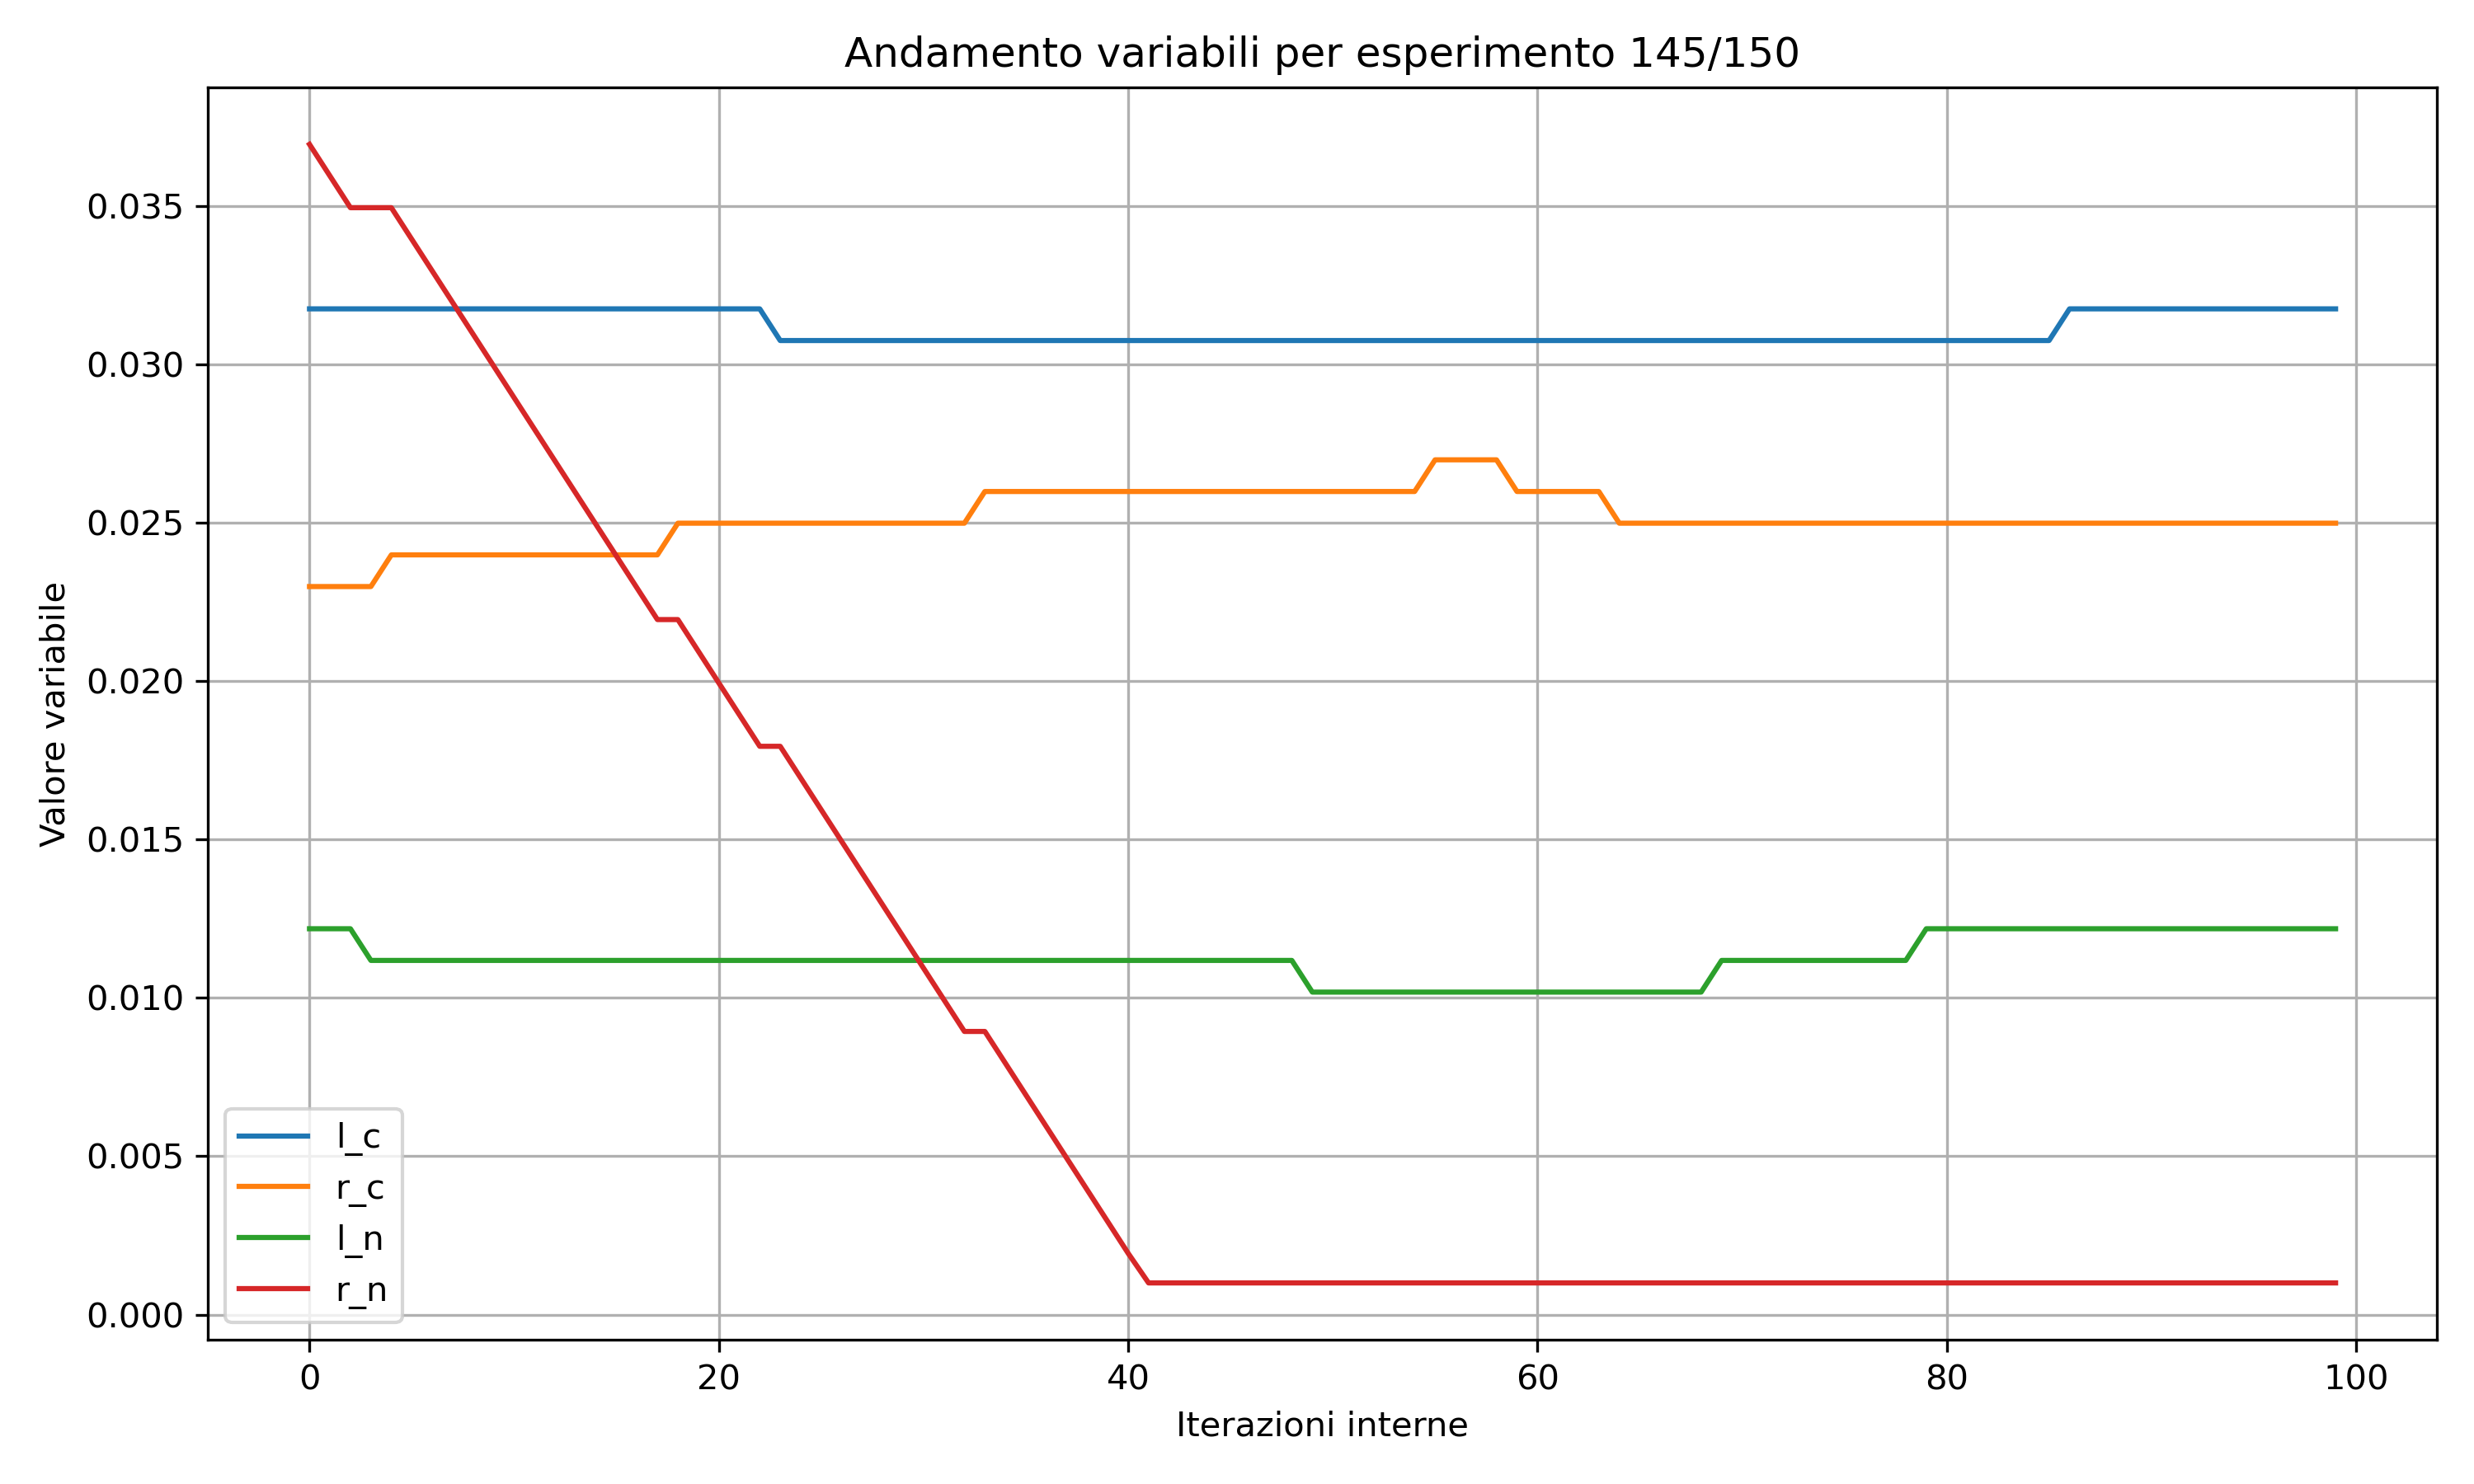 Andamento variabili per esperimento 145/150
Valore variabile
0.035
0.030
0.025
0.020
0.015
0.010
0.005
0.000
l_c
r_c
l_n
r_n
0 20 40 60 80 100
Iterazioni interne